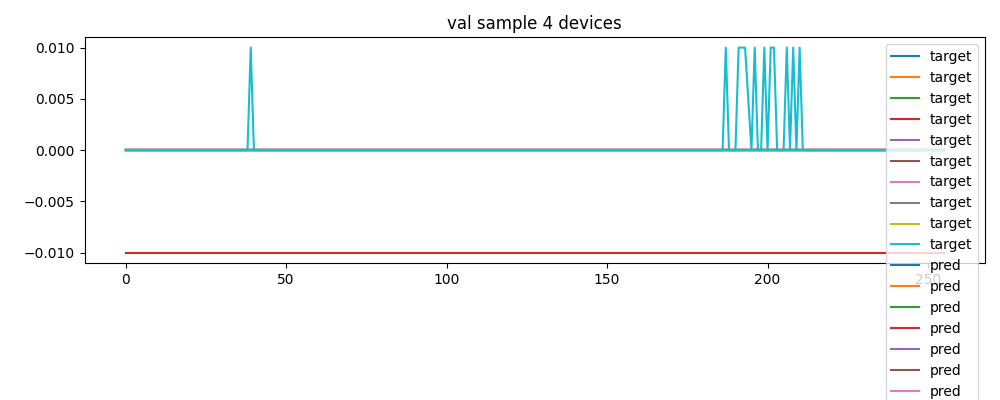 val sample 4 devices
0.010
0.005
0.000
−0.005
−0.010
0
50
100
150
200
250
target
target
target
target
target
target
target
target
target
target
pred
pred
pred
pred
pred
pred
pred